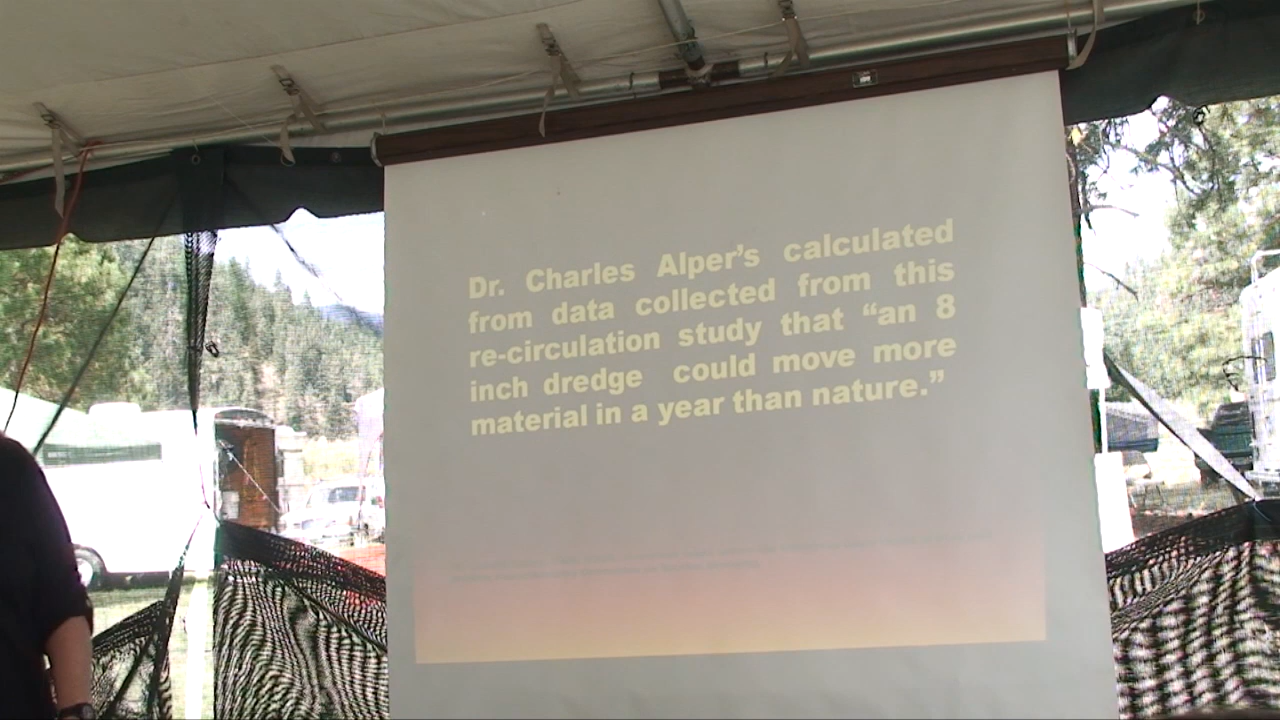 Dr. Charles Alper's calculated
from data collected from this
re-circulation study that “an 8
inch dredge could move more
material in a year than nature.”